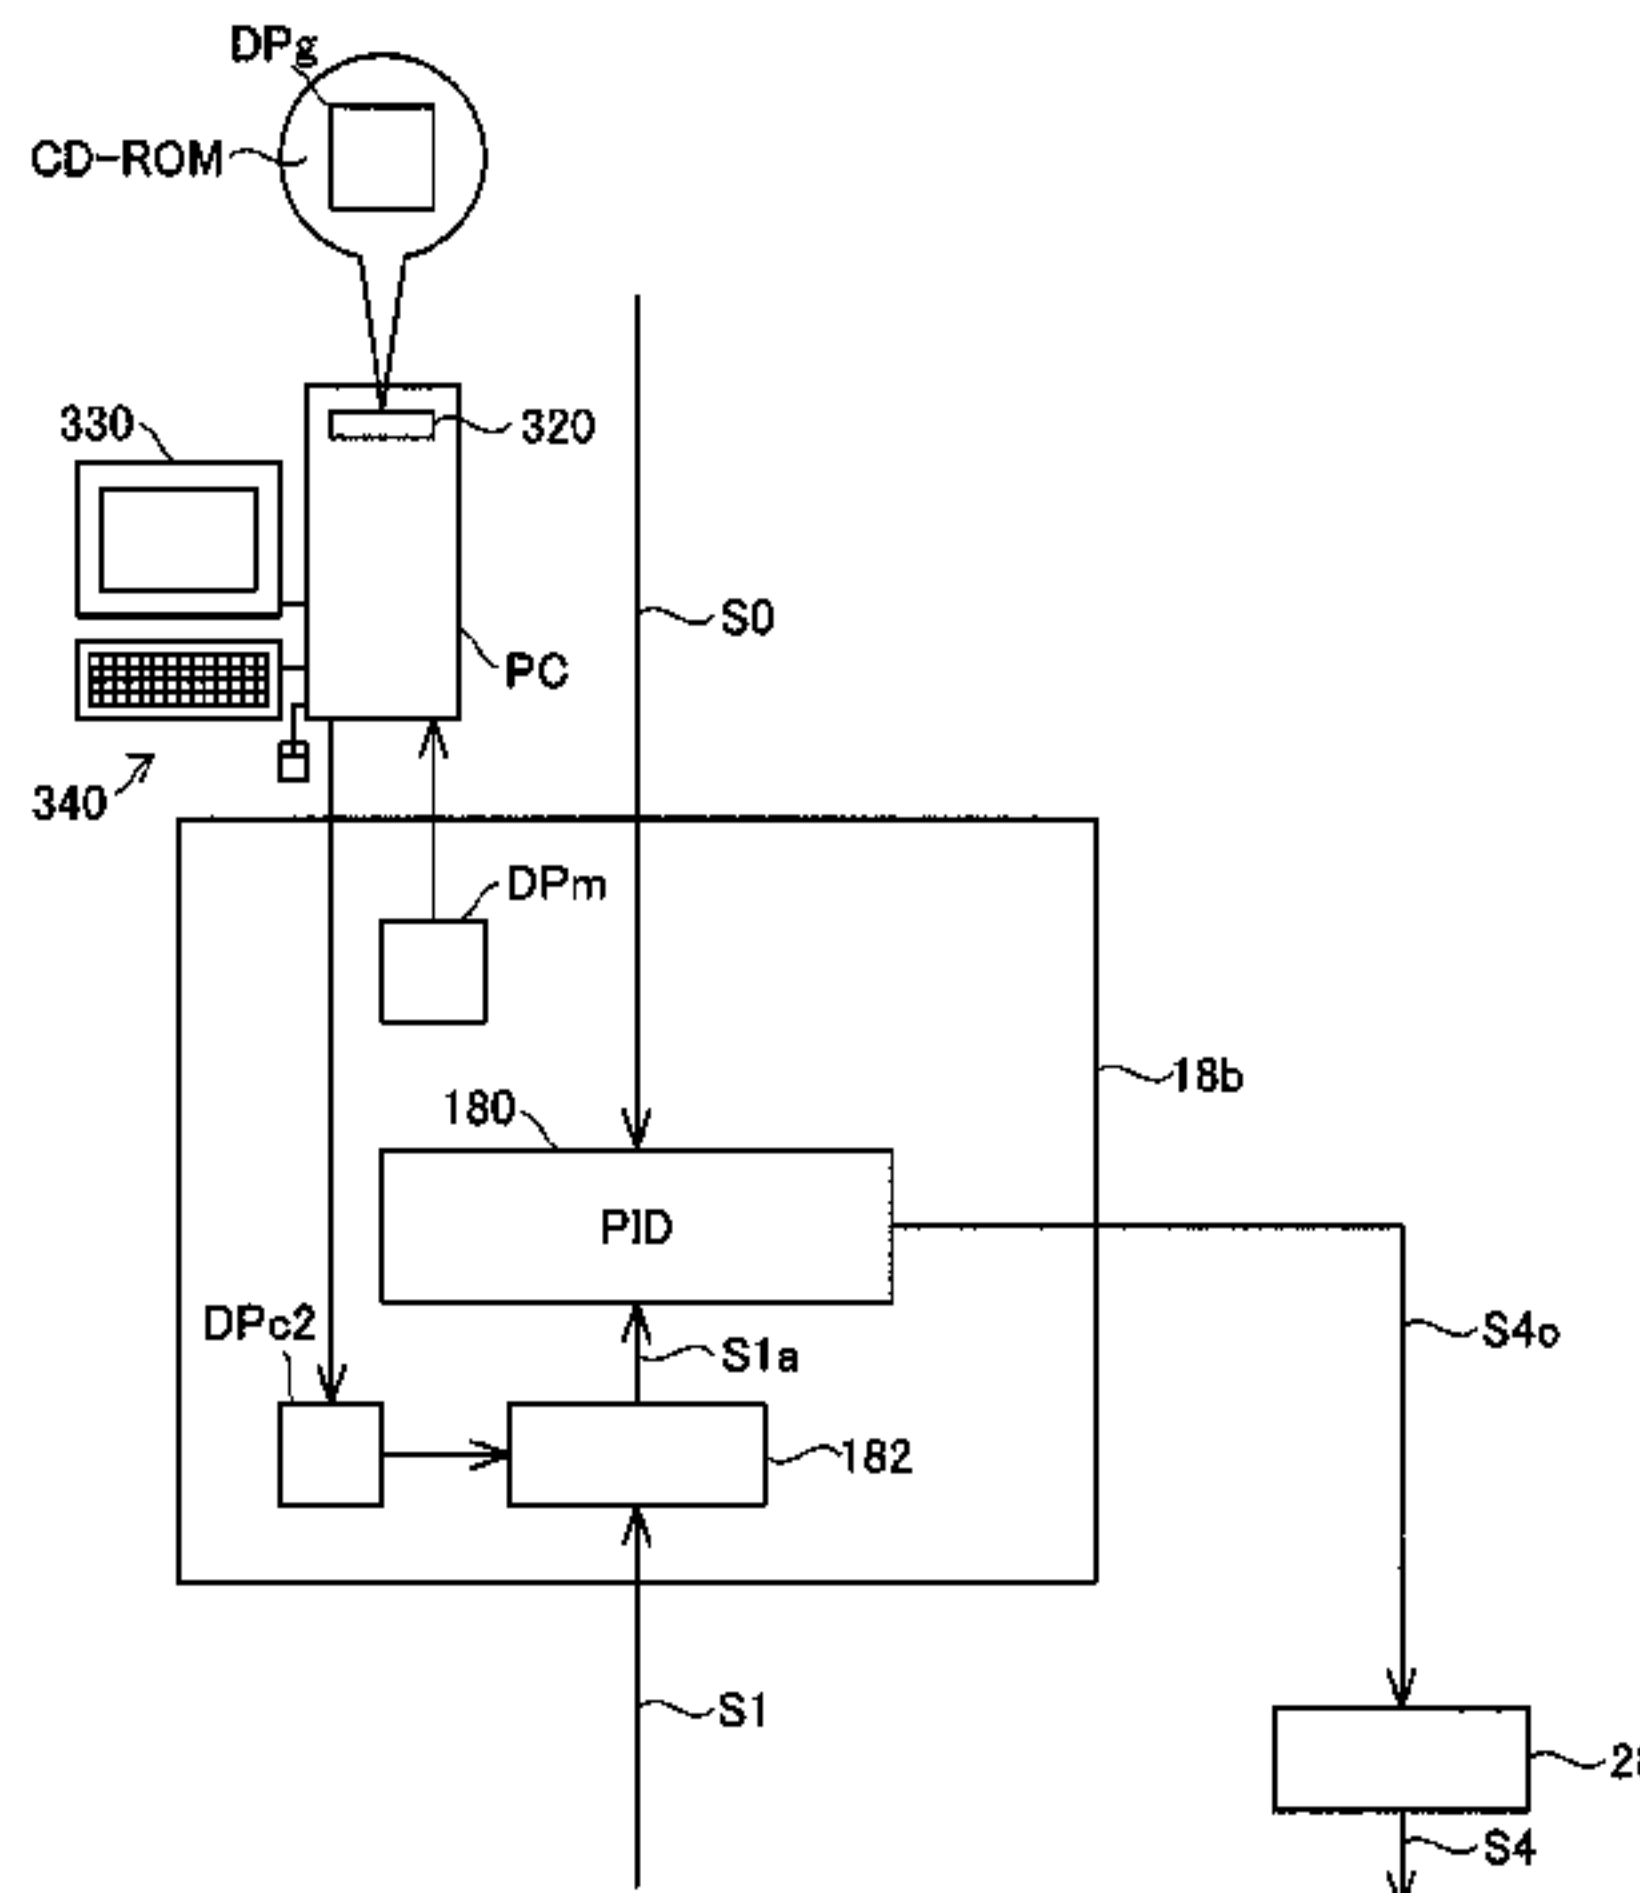 DPg
CD-ROM
330
320
S0
PC
340
DPm
18b
180
PID
DPc2
S1a
S4o
182
S1
S4